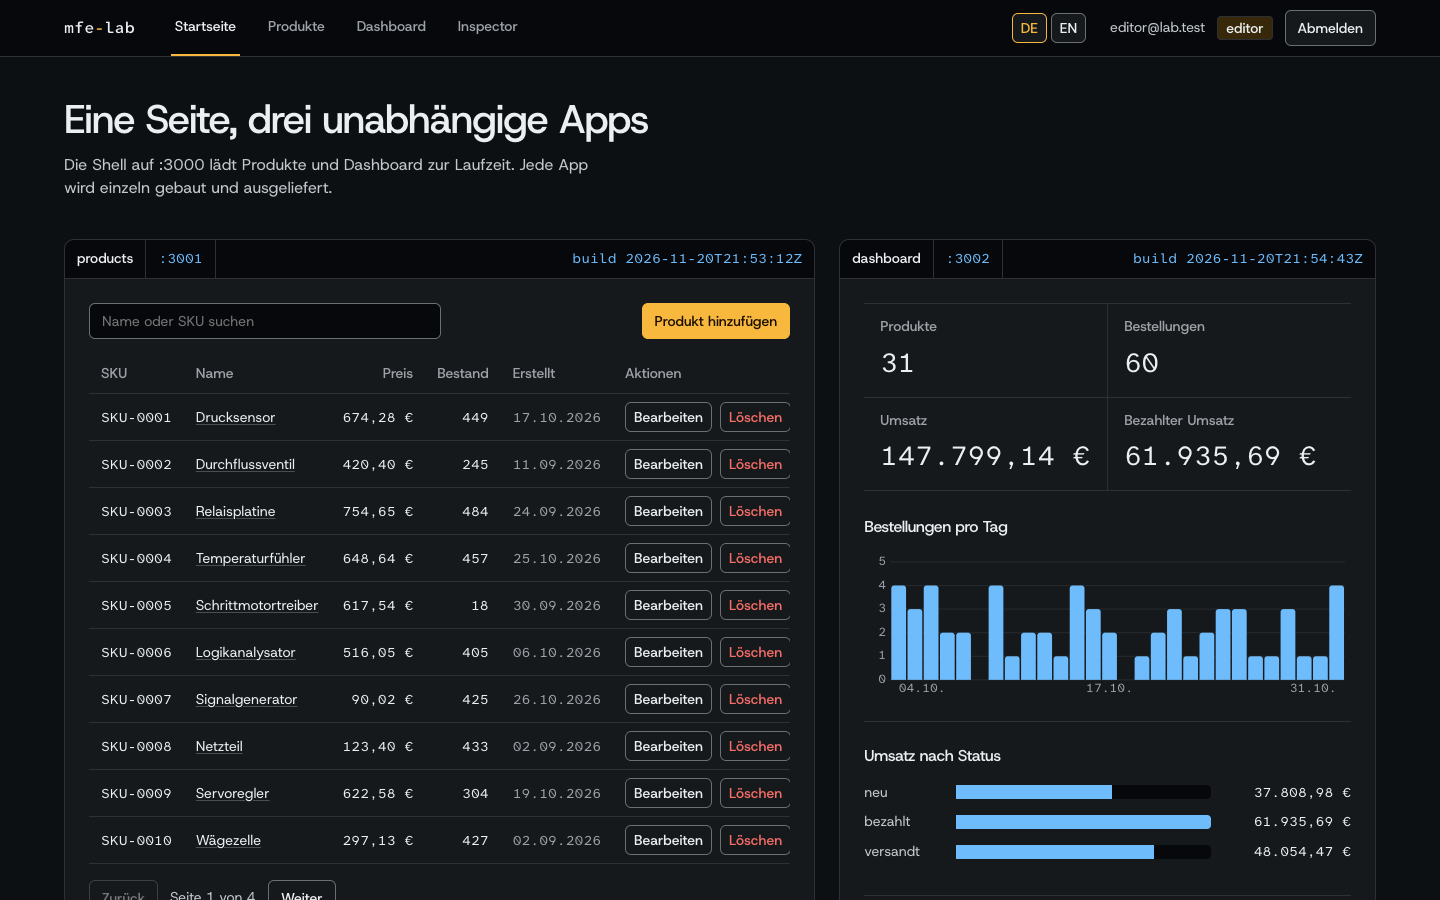 mfe-lab Startseite Produkte Dashboard Inspector DE EN editor@lab.test editor Abmelden
Eine Seite, drei unabhängige Apps
Die Shell auf :3000 lädt Produkte und Dashboard zur Laufzeit. Jede App
wird einzeln gebaut und ausgeliefert.
products :3001 build 2026-11-20T21:53:12Z
Name oder SKU suchen Produkt hinzufügen
SKU Name Preis Bestand Erstellt Aktionen
SKU-0001 Drucksensor 674,28 € 449 17.10.2026 Bearbeiten Löschen
SKU-0002 Durchflussventil 420,40 € 245 11.09.2026 Bearbeiten Löschen
SKU-0003 Relaisplatine 754,65 € 484 24.09.2026 Bearbeiten Löschen
SKU-0004 Temperaturfühler 648,64 € 457 25.10.2026 Bearbeiten Löschen
SKU-0005 Schrittmotortreiber 617,54 € 18 30.09.2026 Bearbeiten Löschen
SKU-0006 Logikanalysator 516,05 € 405 06.10.2026 Bearbeiten Löschen
SKU-0007 Signalgenerator 90,02 € 425 26.10.2026 Bearbeiten Löschen
SKU-0008 Netzteil 123,40 € 433 02.09.2026 Bearbeiten Löschen
SKU-0009 Servoregler 622,58 € 304 19.10.2026 Bearbeiten Löschen
SKU-0010 Wägezelle 297,13 € 427 02.09.2026 Bearbeiten Löschen
Zurück Seite 1 von 4 Weiter
dashboard :3002 build 2026-11-20T21:54:43Z
Produkte Bestellungen
31 60
Umsatz Bezahlter Umsatz
147.799,14 € 61.935,69 €
Bestellungen pro Tag
5
4
3
2
1
0
04.10. 17.10. 31.10.
Umsatz nach Status
neu 37.808,98 €
bezahlt 61.935,69 €
versandt 48.054,47 €